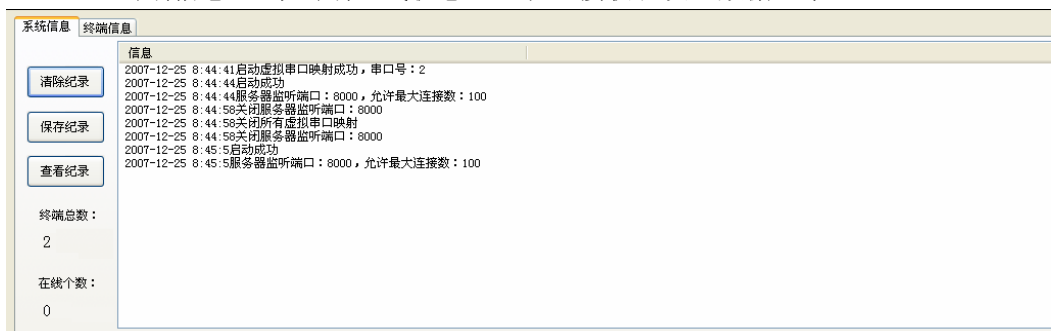 系统信息 终端信息
信息
清除纪录
保存纪录
查看纪录
终端总数：
2
在线个数：
0
2007-12-25 8:44:41启动虚拟串口映射成功，串口号：2
2007-12-25 8:44:44启动成功
2007-12-25 8:44:44服务器监听端口：8000，允许最大连接数：100
2007-12-25 8:44:58关闭服务器监听端口：8000
2007-12-25 8:44:58关闭所有虚拟串口映射
2007-12-25 8:44:58关闭服务器监听端口：8000
2007-12-25 8:45:5启动成功
2007-12-25 8:45:5服务器监听端口：8000，允许最大连接数：100